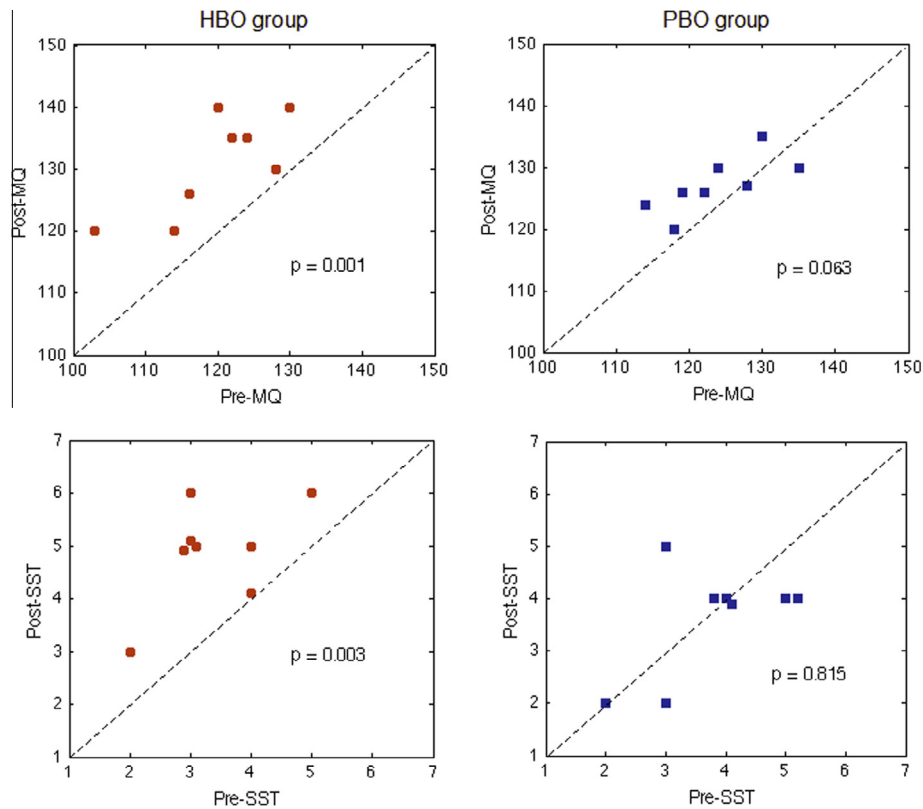 HBO group
PBO group
150
140
130
120
110
100
Post-MQ
p = 0.001
100 110 120 130 140 150
Pre-MQ
150
140
130
120
110
100
Post-MQ
p = 0.063
100 110 120 130 140 150
Pre-MQ
7
6
5
4
3
2
1
Post-SST
p = 0.003
1 2 3 4 5 6 7
Pre-SST
7
6
5
4
3
2
1
Post-SST
p = 0.815
1 2 3 4 5 6 7
Pre-SST